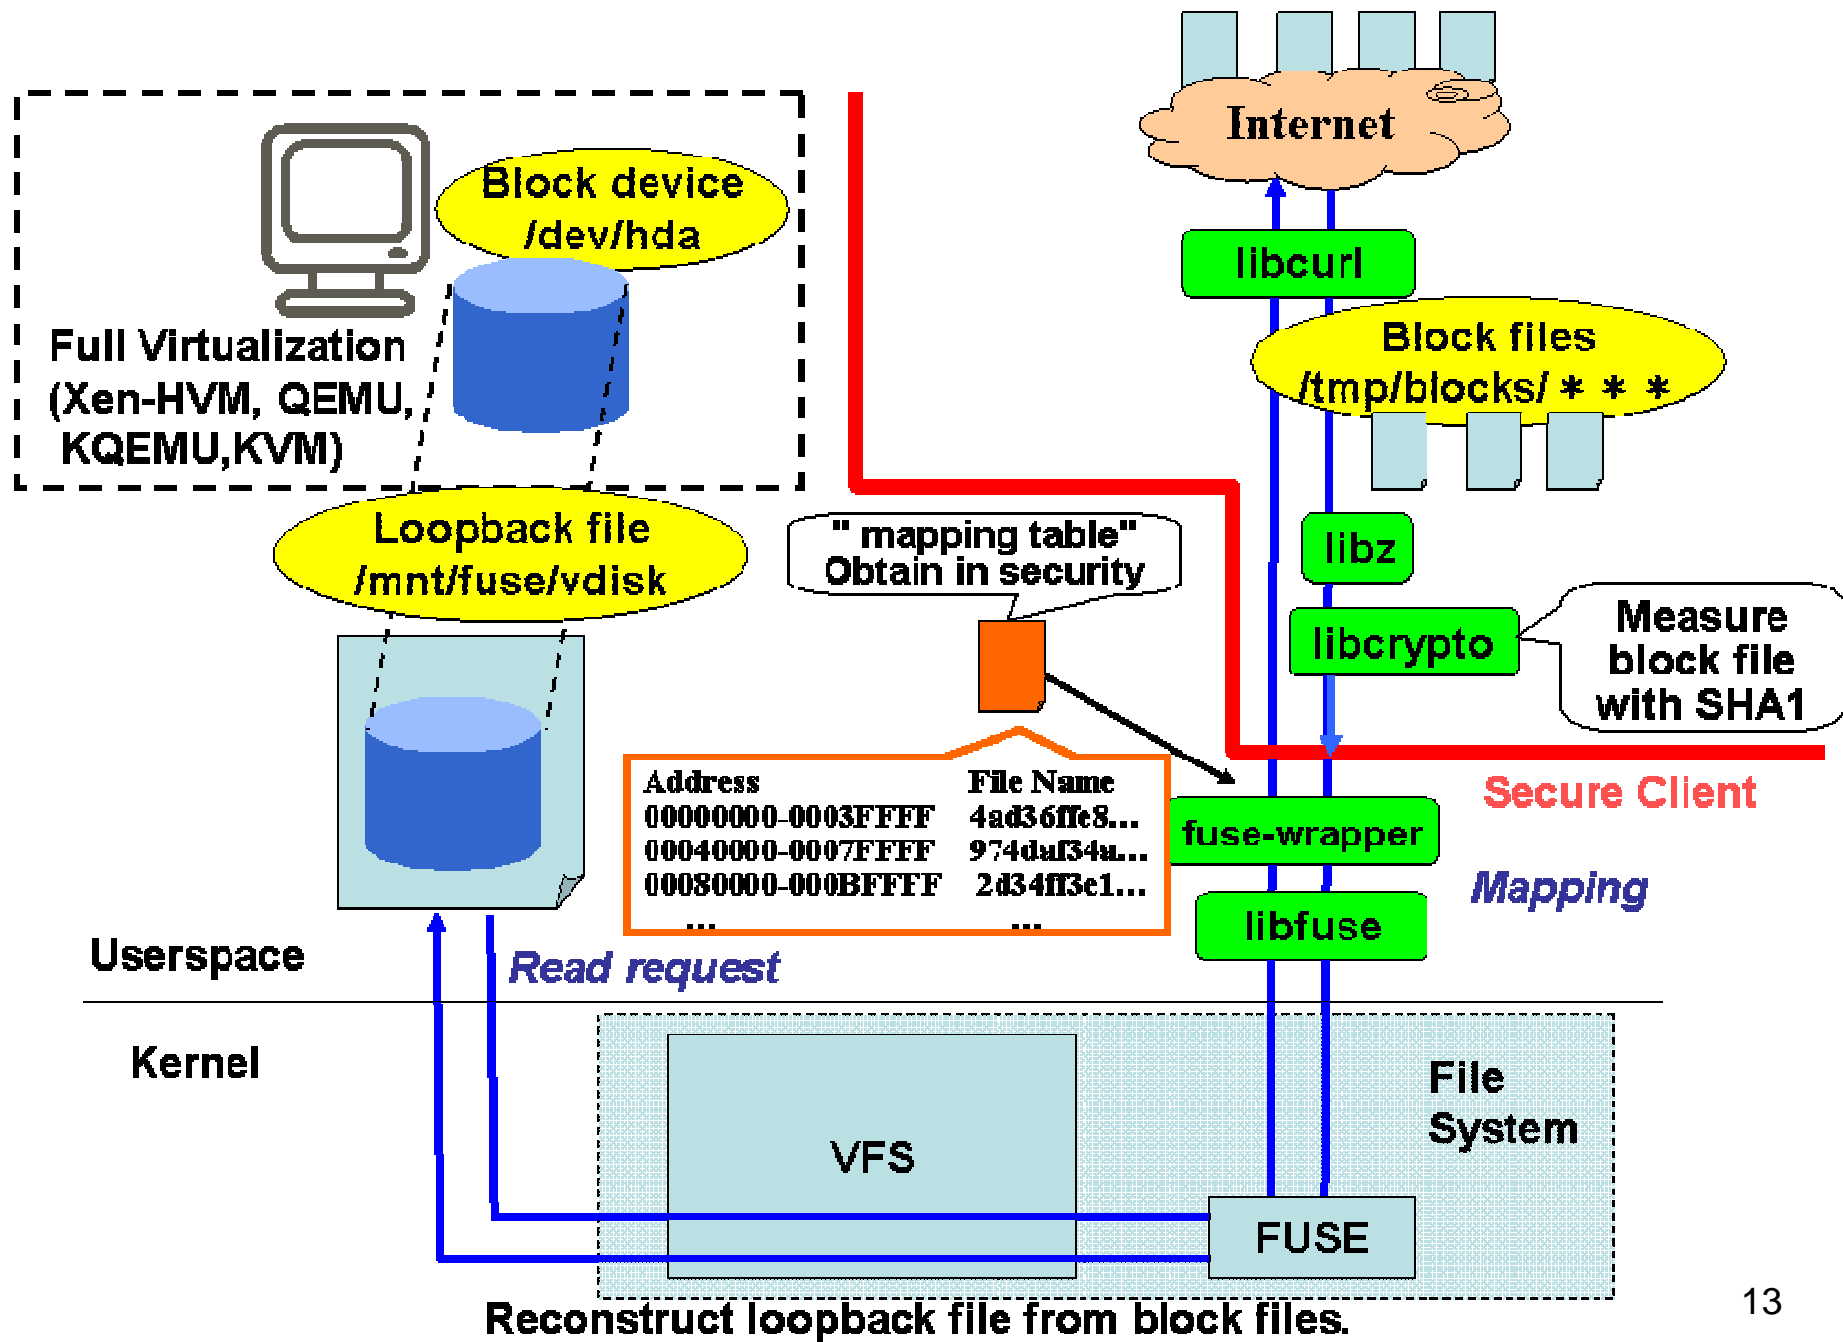 Internet
Block device
/dev/hda
libcurl
Full Virtualization
(Xen-HVM, QEMU,
KQEMU,KVM)
Block files
/tmp/blocks/ * * *
Loopback file
/mnt/fuse/vdisk
" mapping table"
Obtain in security
libz
libcrypto
Measure
block file
with SHA1
Address File Name
00000000-0003FFFF 4ad36ffe8...
00040000-0007FFFF 974daf34a...
00080000-000BFFFF 2d34ff3e1...
... ...
Secure Client
fuse-wrapper
Mapping
libfuse
Userspace
Read request
Kernel
File
System
VFS
FUSE
Reconstruct loopback file from block files.
13